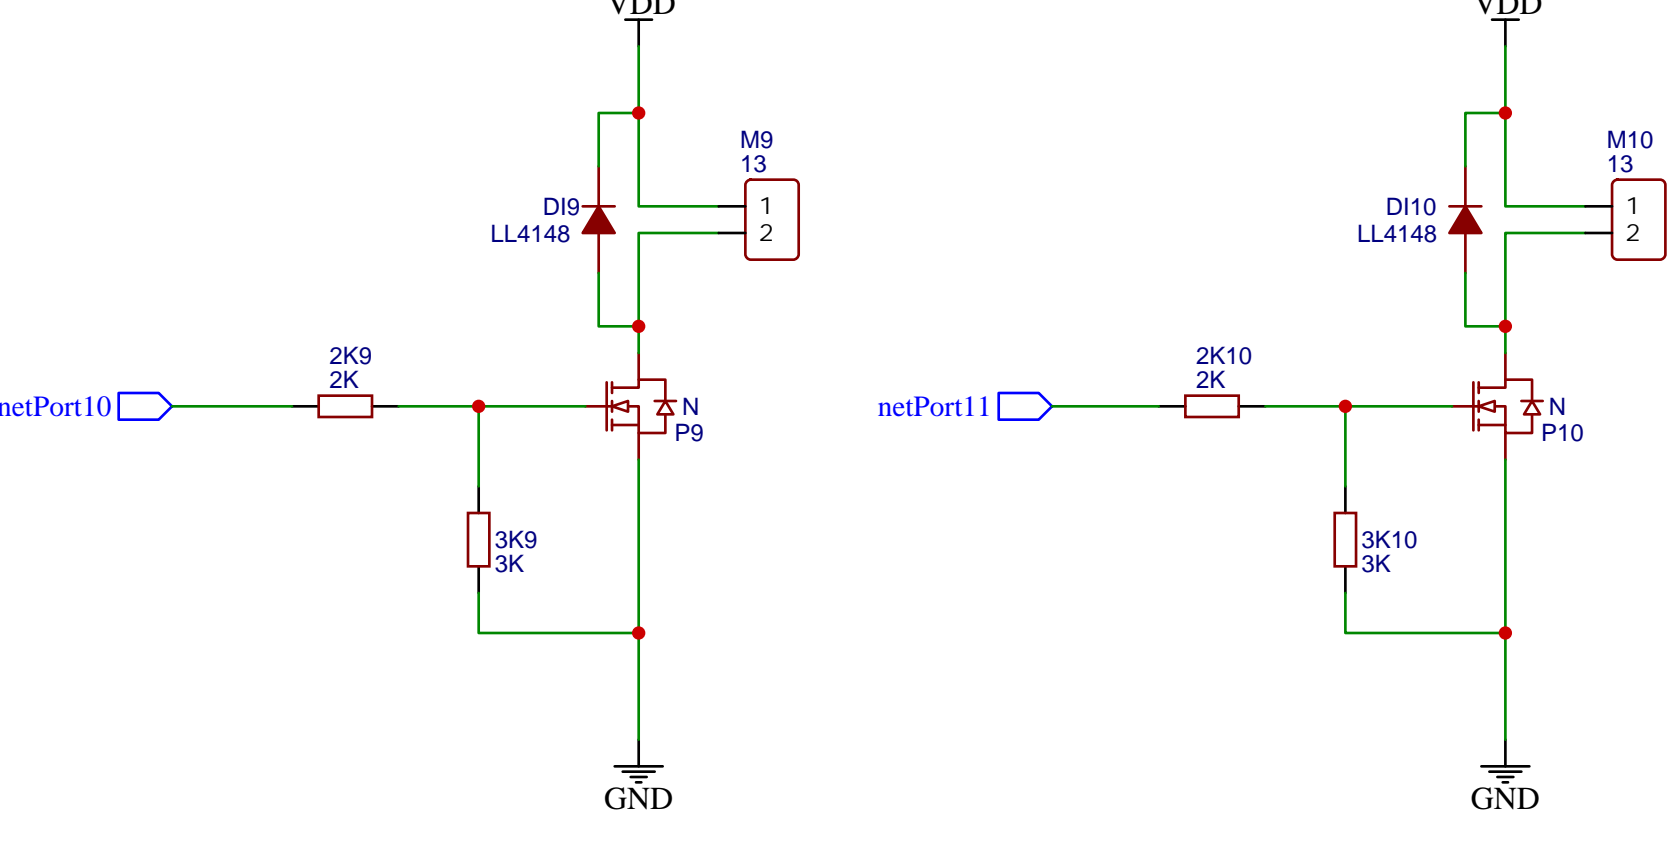 VDD
VDD
M9
13
M10
13
DI9
LL4148
1
2
DI10
LL4148
1
2
netPort10
2K9
2K
N
P9
netPort11
2K10
2K
N
P10
3K9
3K
3K10
3K
GND
GND